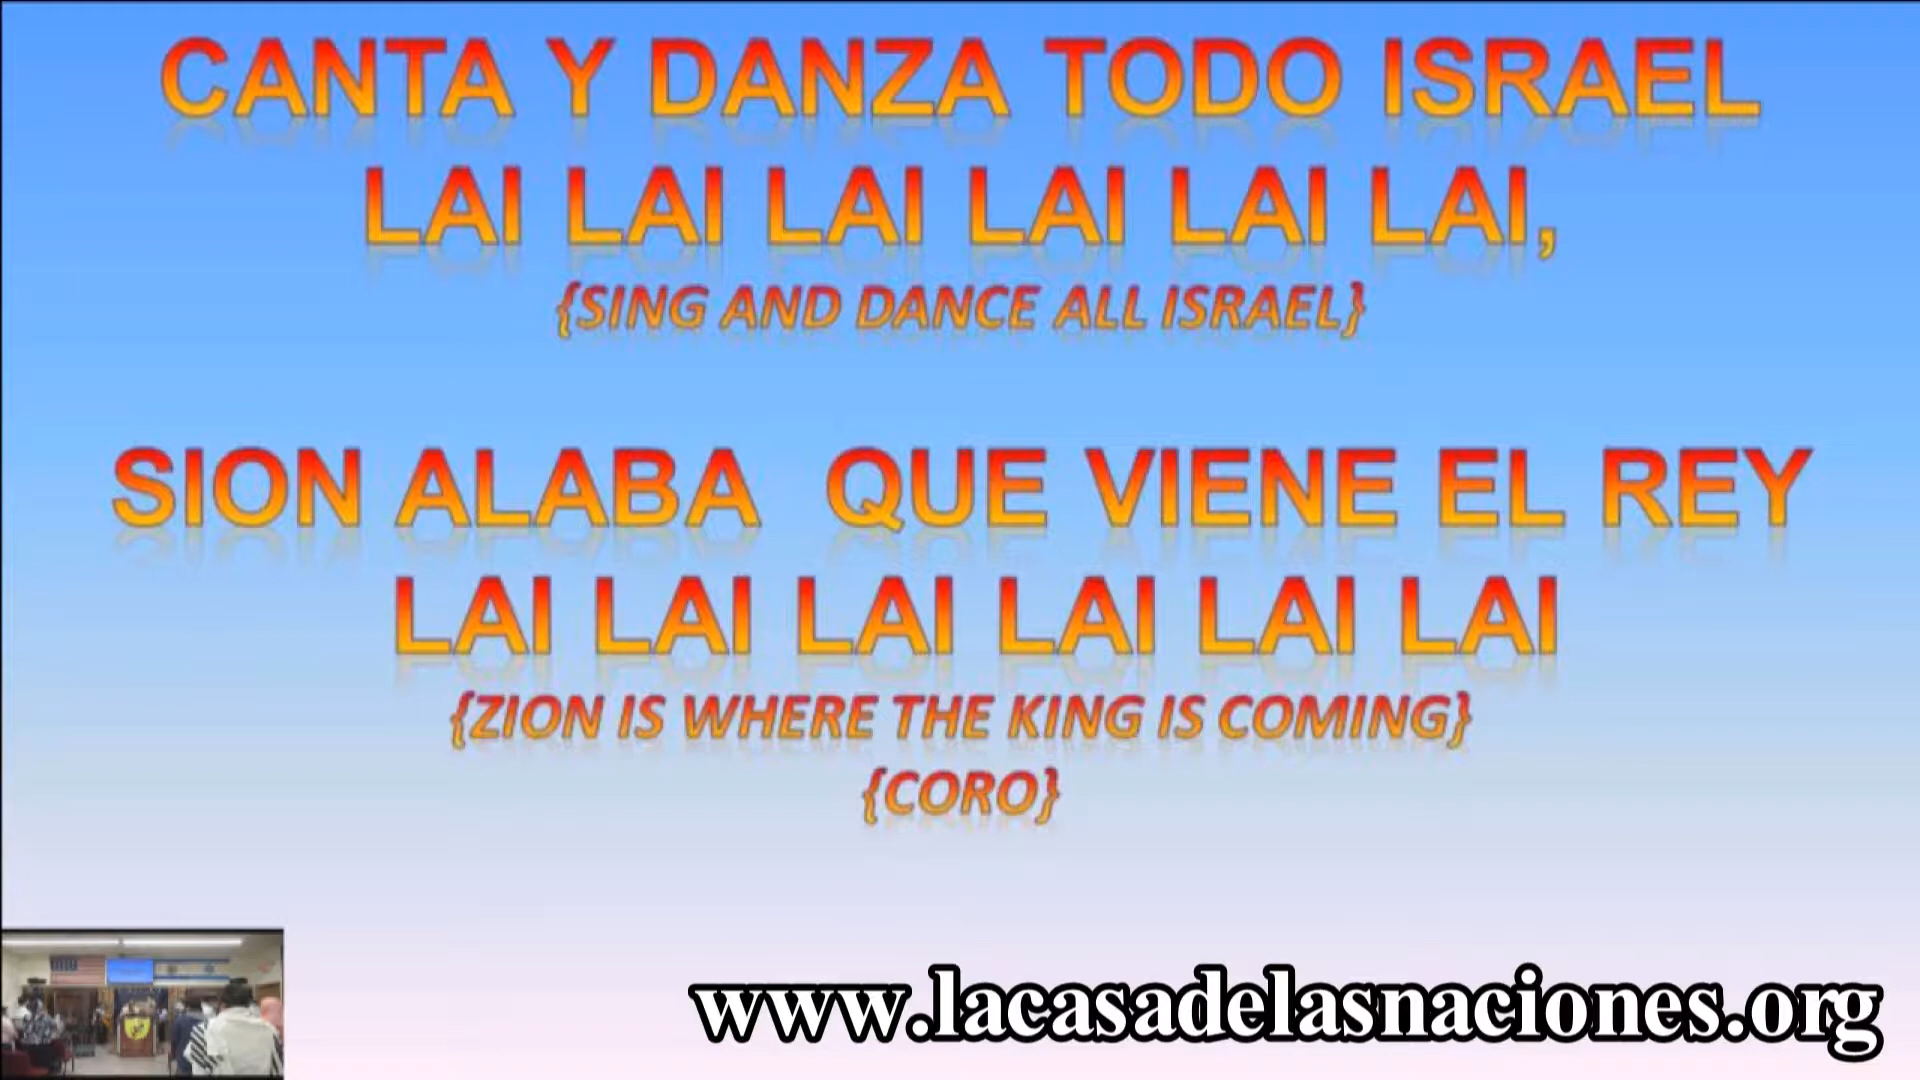 CANTA Y DANZA TODO ISRAEL
LAI LAI LAI LAI LAI LAI,
{SING AND DANCE ALL ISRAEL}
SION ALABA QUE VIENE EL REY
LAI LAI LAI LAI LAI LAI
{ZION IS WHERE THE KING IS COMING}
{CORO}
www.lacasadelasnaciones.org